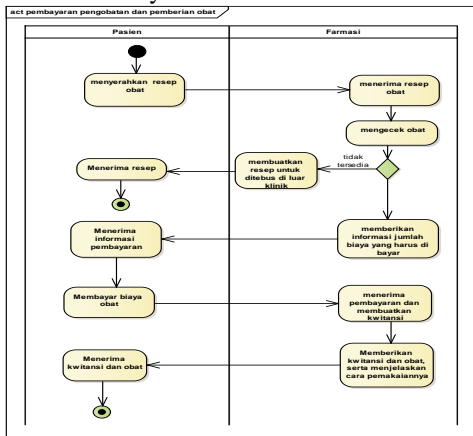 act pembayaran pengobatan dan pemberian obat
Pasien
Farmasi
menyerahkan resep
obat
menerima resep
obat
mengecek obat
tidak
tersedia
membuatkan
resep untuk
ditebus di luar
klinik
Menerima resep
memberikan
informasi jumlah
biaya yang harus di
bayar
Menerima
informasi
pembayaran
Membayar biaya
obat
menerima
pembayaran dan
membuatkan
kwitansi
Memberikan
kwitansi dan obat,
serta menjelaskan
cara pemakaiannya
Menerima
kwitansi dan obat